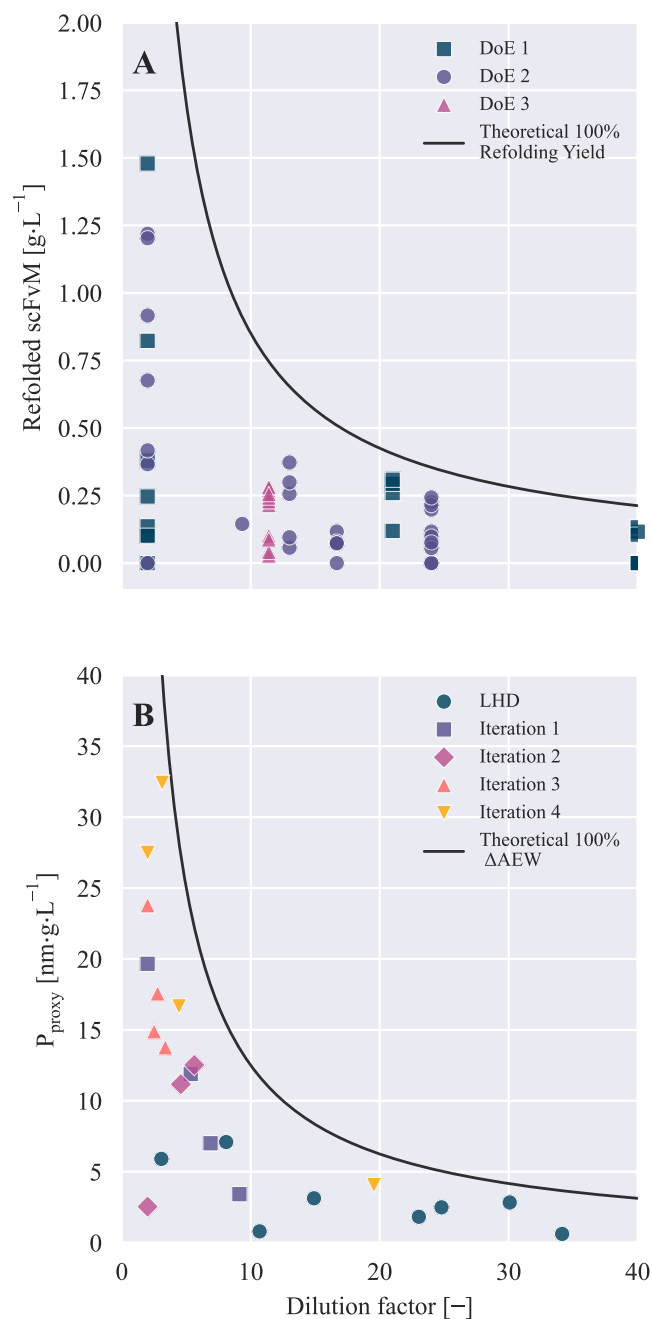 2.00
A
DoE 1
DoE 2
DoE 3
Theoretical 100%
Refolding Yield
1.75
1.50
1.25
1.00
0.75
0.50
0.25
0.00
Refolded scFvM [g·L⁻¹]
40
B
LHD
Iteration 1
Iteration 2
Iteration 3
Iteration 4
Theoretical 100%
ΔAEW
35
30
25
20
15
10
5
0
P_proxy [nm·g·L⁻¹]
0 10 20 30 40
Dilution factor [−]